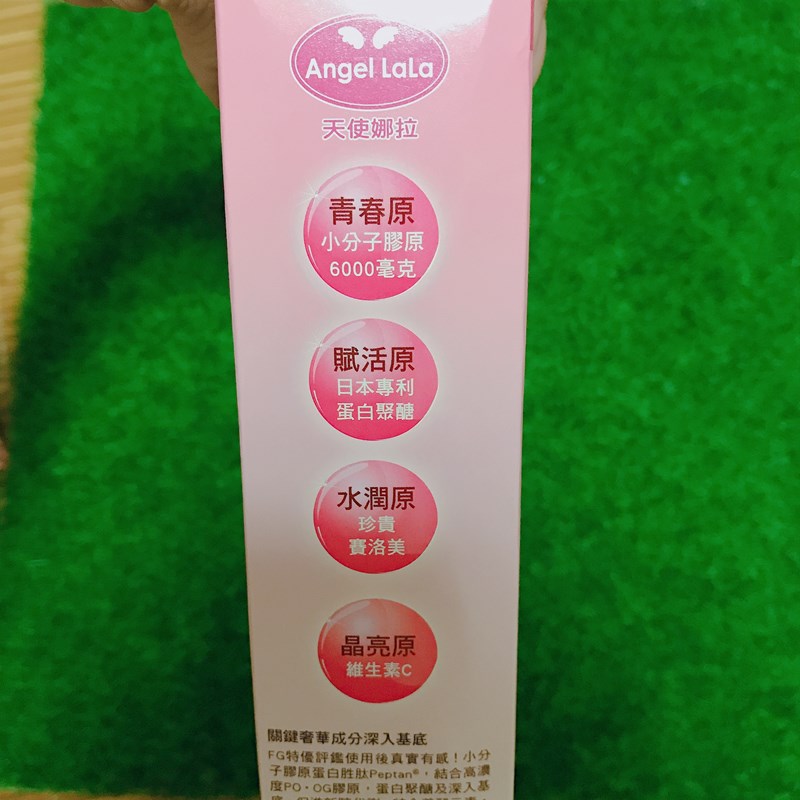 Angel LaLa
天使娜拉
青春原
小分子膠原
6000毫克
賦活原
日本專利
蛋白聚醣
水潤原
珍貴
賽洛美
晶亮原
維生素C
關鍵奢華成分深入基底
FG特優評鑑使用後真實有感！小分
子膠原蛋白胜肽Peptan®，結合高濃
度PO・OG膠原，蛋白聚醣及深入基